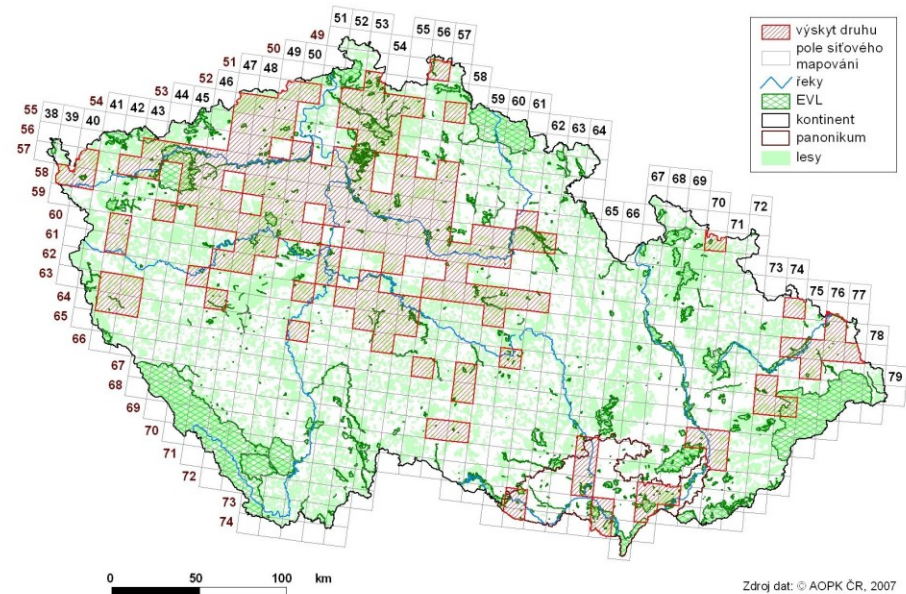 51 52 53
54
55 56 57
58
59 60 61
62 63 64
65 66
67 68 69
70
71
72
73 74
75 76 77
78
79
49
50
51
52
53
54
55
56
57
58
59
60
61
62
63
64
65
66
67
68
69
70
71
72
73
74
38 39 40
41 42 43
44 45
46
47 48
49 50
výskyt druhu
pole síťového
mapování
řeky
EVL
kontinent
panonikum
lesy
0 50 100 km
Zdroj dat: © AOPK ČR, 2007